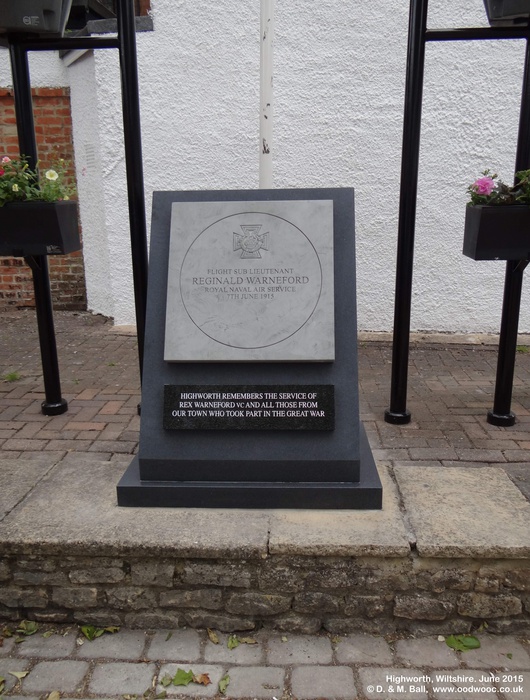 FLIGHT SUB LIEUTENANT
REGINALD WARNEFORD
ROYAL NAVAL AIR SERVICE
7TH JUNE 1915
HIGHWORTH REMEMBERS THE SERVICE OF
REX WARNEFORD VC AND ALL THOSE FROM
OUR TOWN WHO TOOK PART IN THE GREAT WAR
Highworth, Wiltshire. June 2015
© D. & M. Ball, www.oodwooc.co.uk